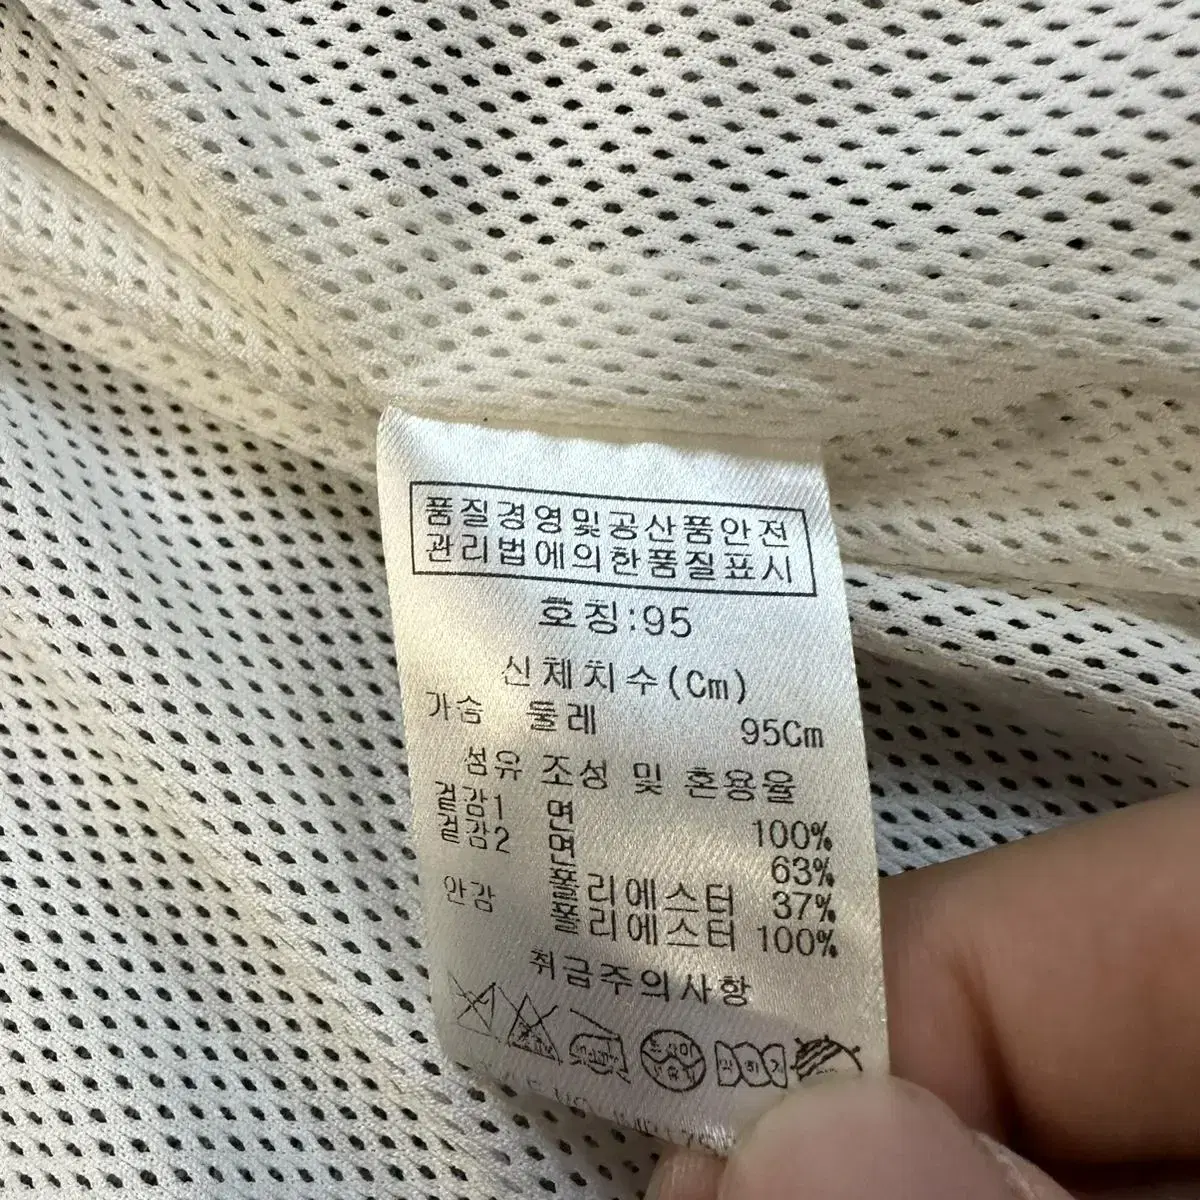 품질경영및공산품안전
관리법에의한품질표시
호칭:95
신체치수(Cm)
가슴 둘레 95Cm
섬유 조성 및 혼용율
겉감1 면 100%
겉감2 면 63%
폴리에스터 37%
안감 폴리에스터 100%
취급주의사항